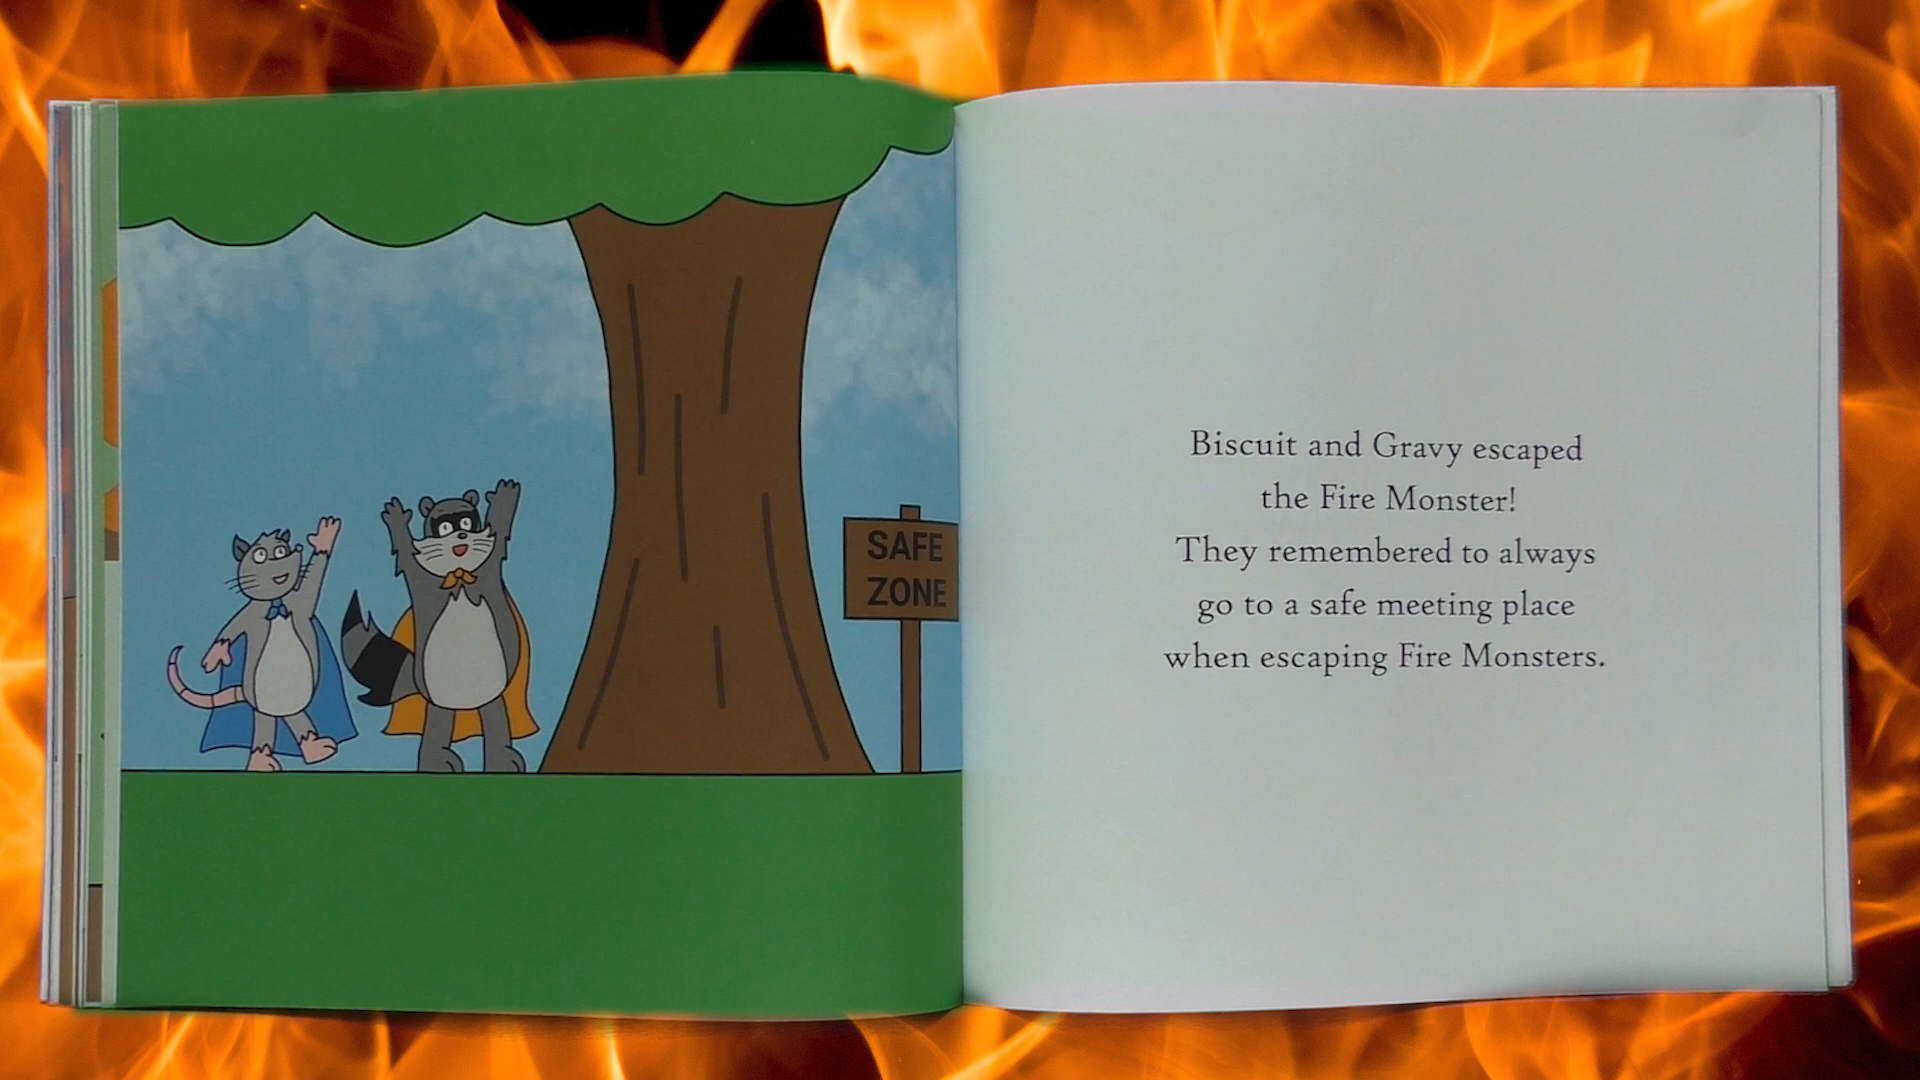 SAFE
ZONE
Biscuit and Gravy escaped
the Fire Monster!
They remembered to always
go to a safe meeting place
when escaping Fire Monsters.